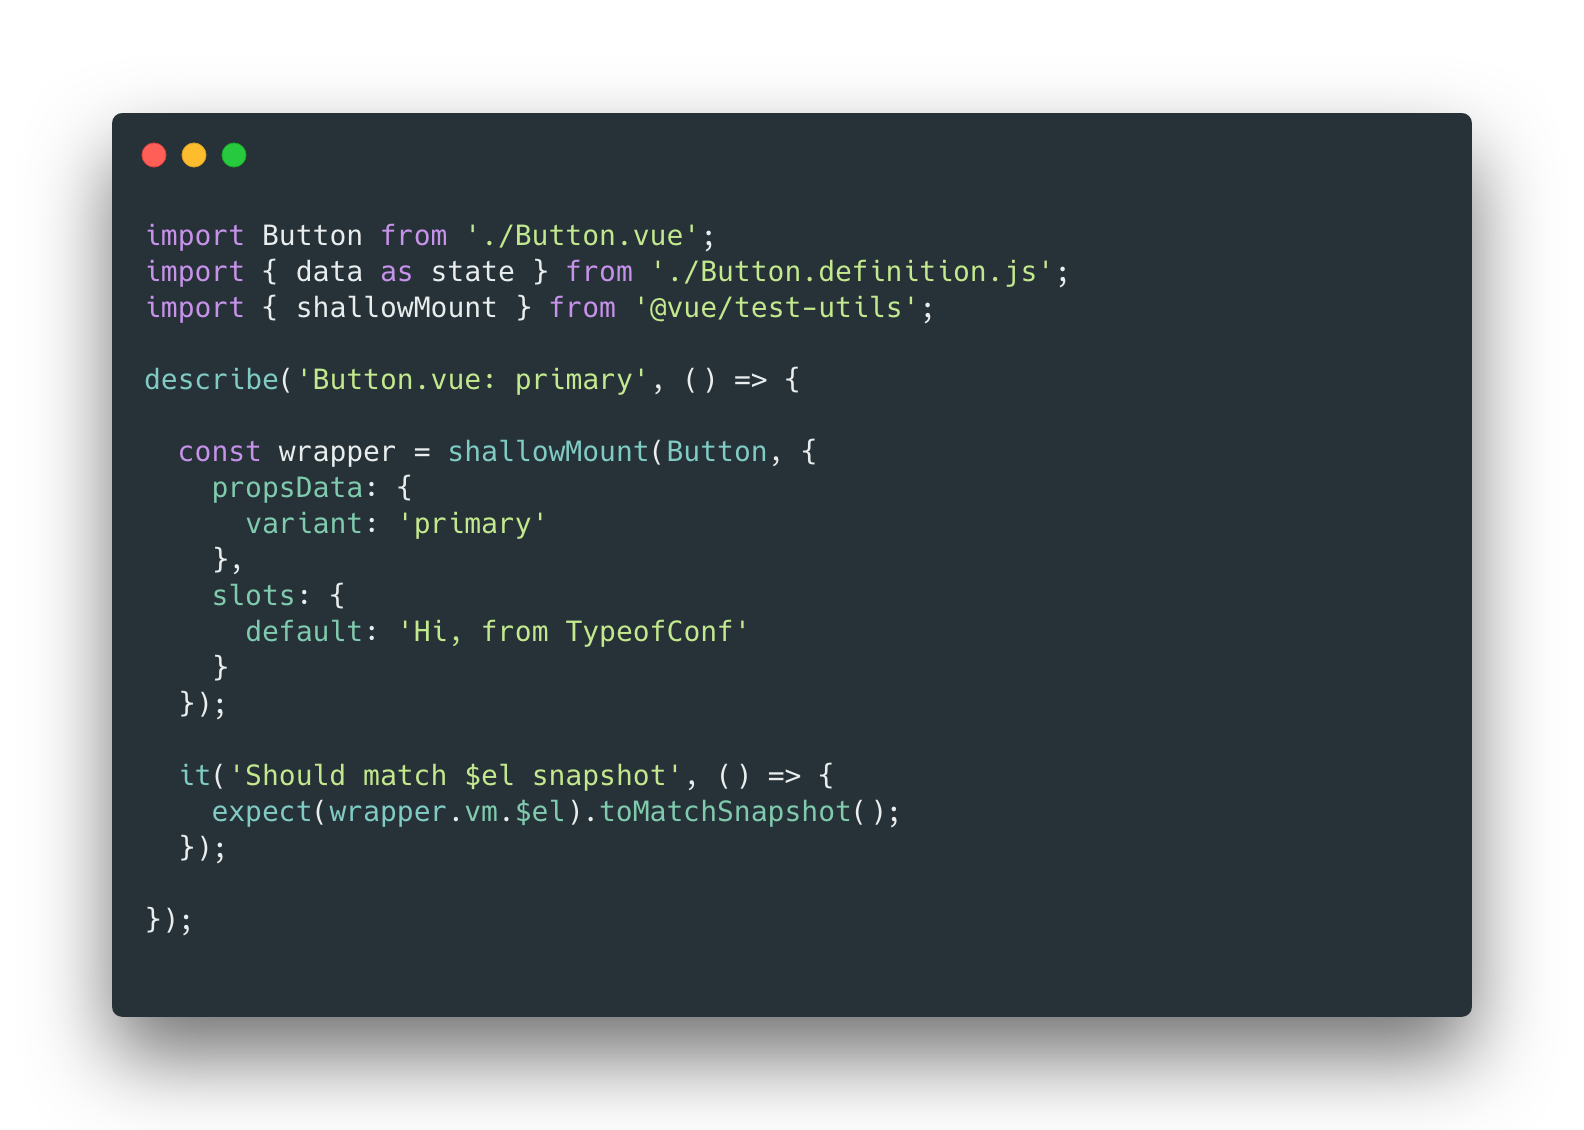 import Button from './Button.vue';
import { data as state } from './Button.definition.js';
import { shallowMount } from '@vue/test-utils';

describe('Button.vue: primary', () => {

  const wrapper = shallowMount(Button, {
    propsData: {
      variant: 'primary'
    },
    slots: {
      default: 'Hi, from TypeofConf'
    }
  });

  it('Should match $el snapshot', () => {
    expect(wrapper.vm.$el).toMatchSnapshot();
  });

});